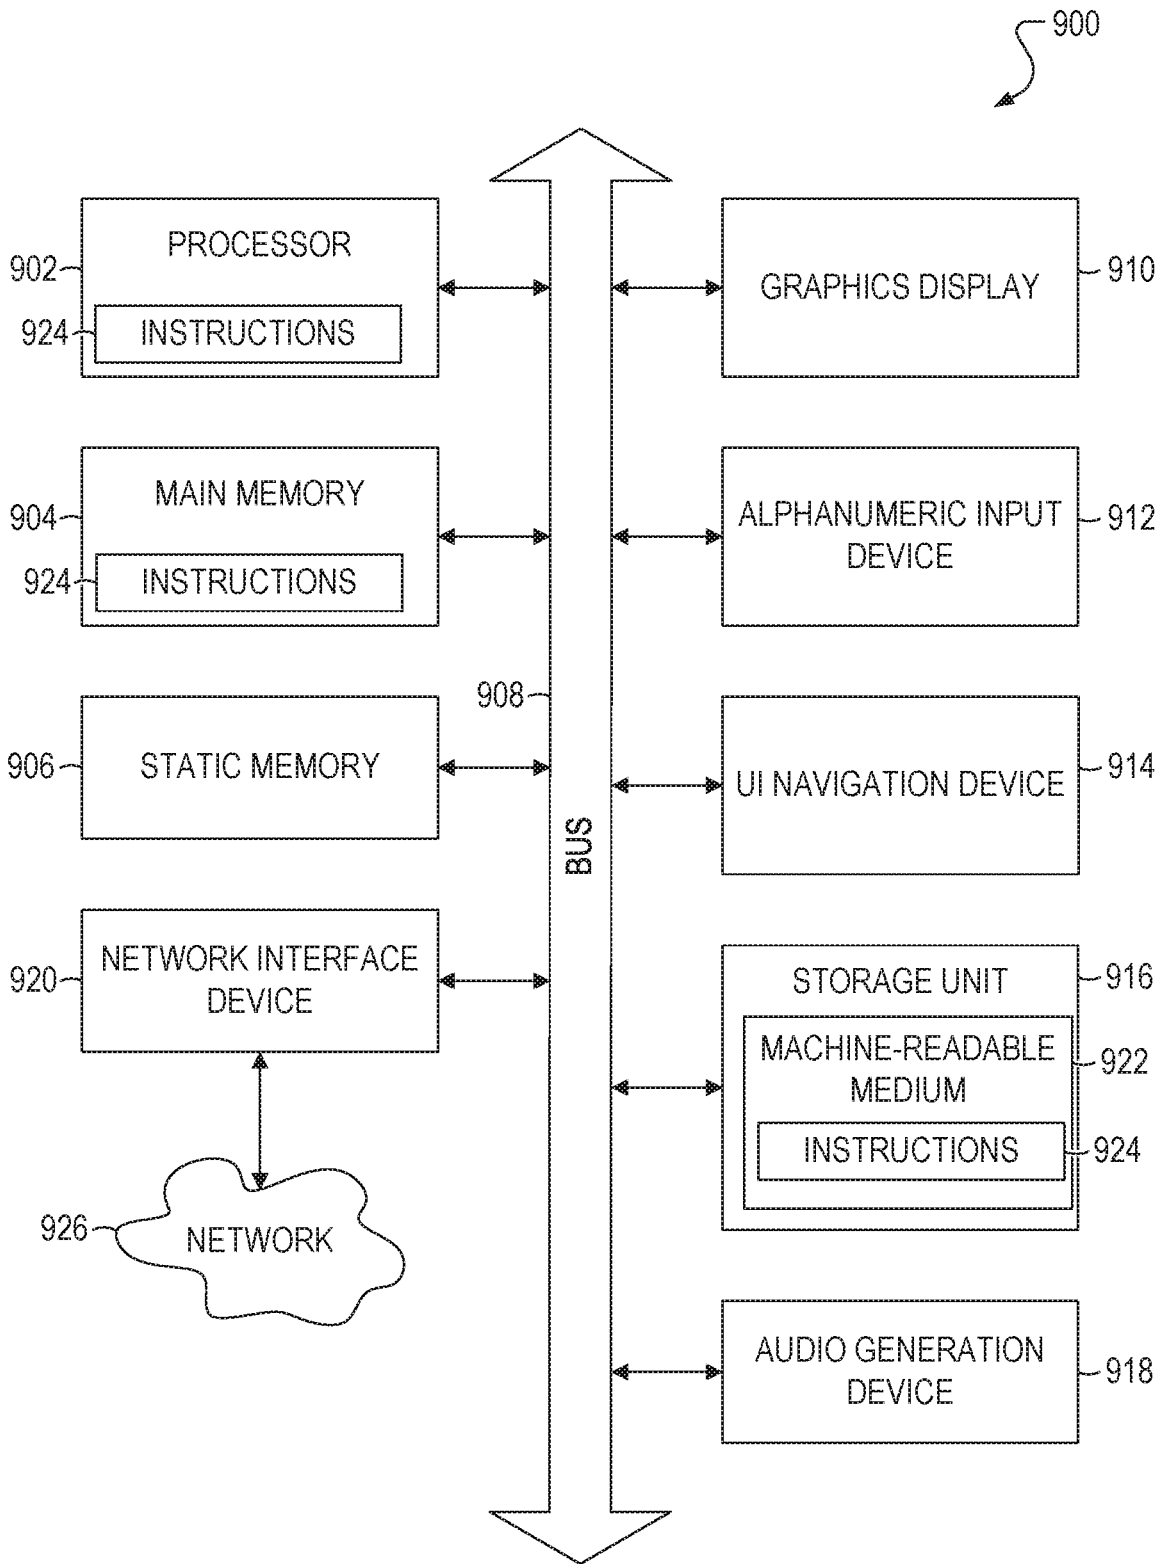 900
PROCESSOR
902
924
INSTRUCTIONS
MAIN MEMORY
904
924
INSTRUCTIONS
906
STATIC MEMORY
920
NETWORK INTERFACE
DEVICE
926
NETWORK
908
BUS
GRAPHICS DISPLAY
910
ALPHANUMERIC INPUT
DEVICE
912
UI NAVIGATION DEVICE
914
STORAGE UNIT
916
MACHINE-READABLE
MEDIUM
922
INSTRUCTIONS
924
AUDIO GENERATION
DEVICE
918